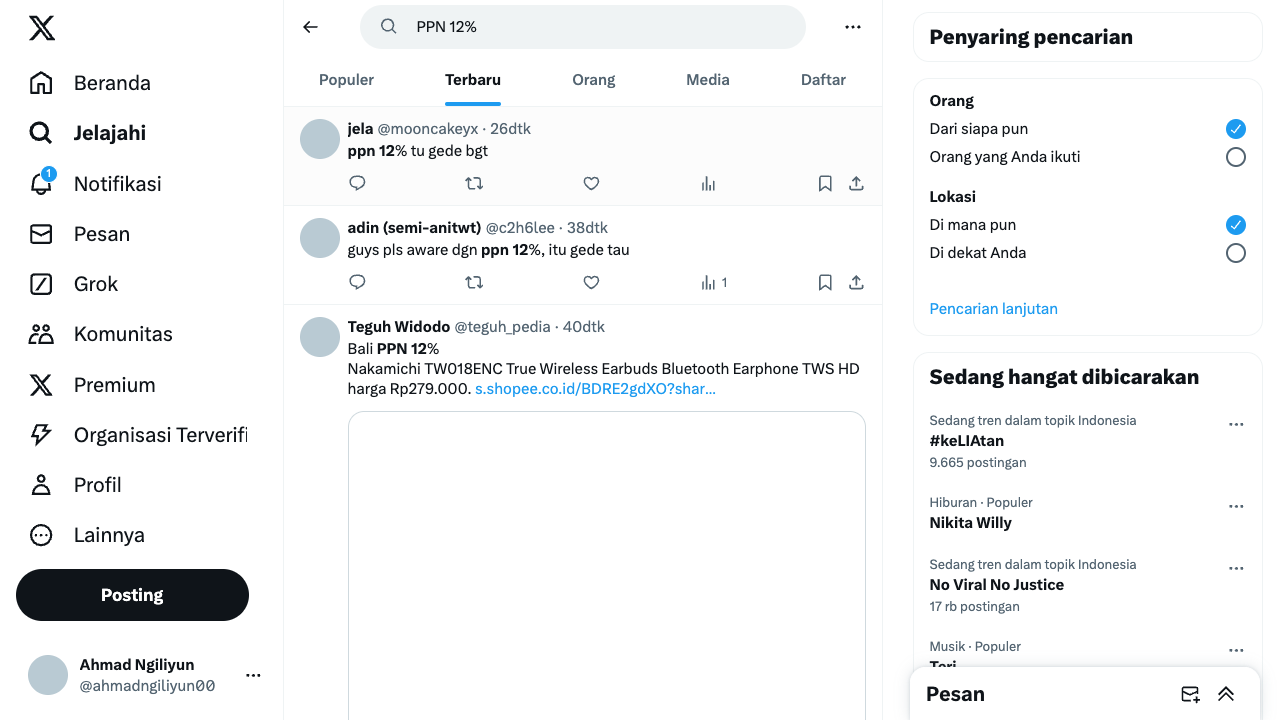 Beranda
Jelajahi
1
Notifikasi
Pesan
Grok
Komunitas
Premium
Organisasi Terverifi
Profil
Lainnya
Posting
Ahmad Ngiliyun
@ahmadngiliyun00
PPN 12%
Populer
Terbaru
Orang
Media
Daftar
jela @mooncakeyx · 26dtk
ppn 12% tu gede bgt
adin (semi-anitwt) @c2h6lee · 38dtk
guys pls aware dgn ppn 12%, itu gede tau
1
Teguh Widodo @teguh_pedia · 40dtk
Bali PPN 12%
Nakamichi TW018ENC True Wireless Earbuds Bluetooth Earphone TWS HD
harga Rp279.000. s.shopee.co.id/BDRE2gdXO?shar…
Penyaring pencarian
Orang
Dari siapa pun
Orang yang Anda ikuti
Lokasi
Di mana pun
Di dekat Anda
Pencarian lanjutan
Sedang hangat dibicarakan
Sedang tren dalam topik Indonesia
#keLIAtan
9.665 postingan
Hiburan · Populer
Nikita Willy
Sedang tren dalam topik Indonesia
No Viral No Justice
17 rb postingan
Musik · Populer
Pesan